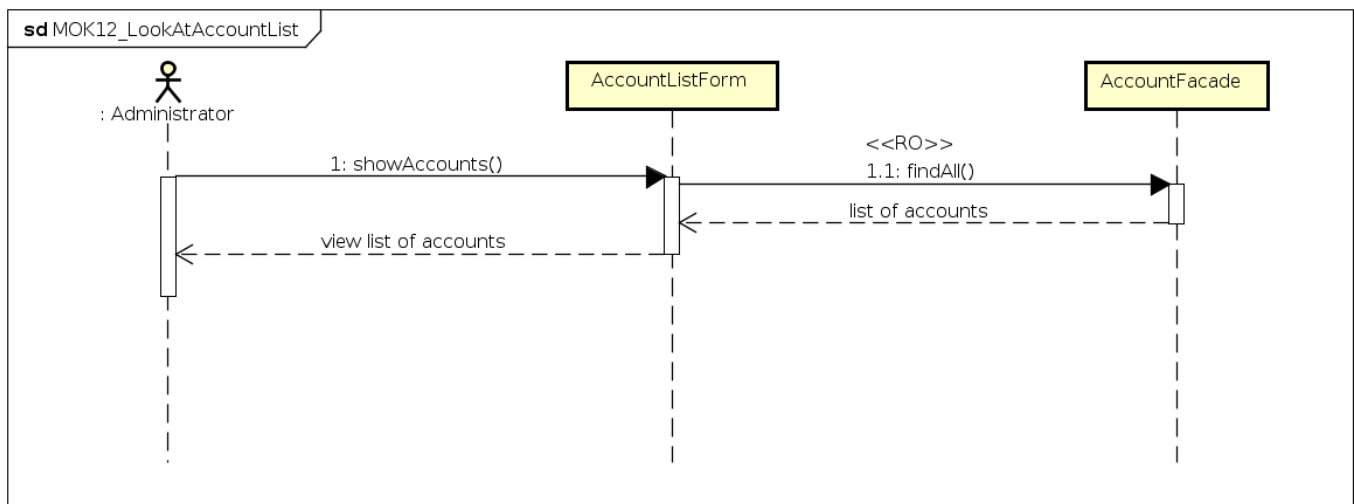 sd MOK12_LookAtAccountList
: Administrator
AccountListForm
AccountFacade
1: showAccounts()
<<RO>>
1.1: findAll()
list of accounts
view list of accounts